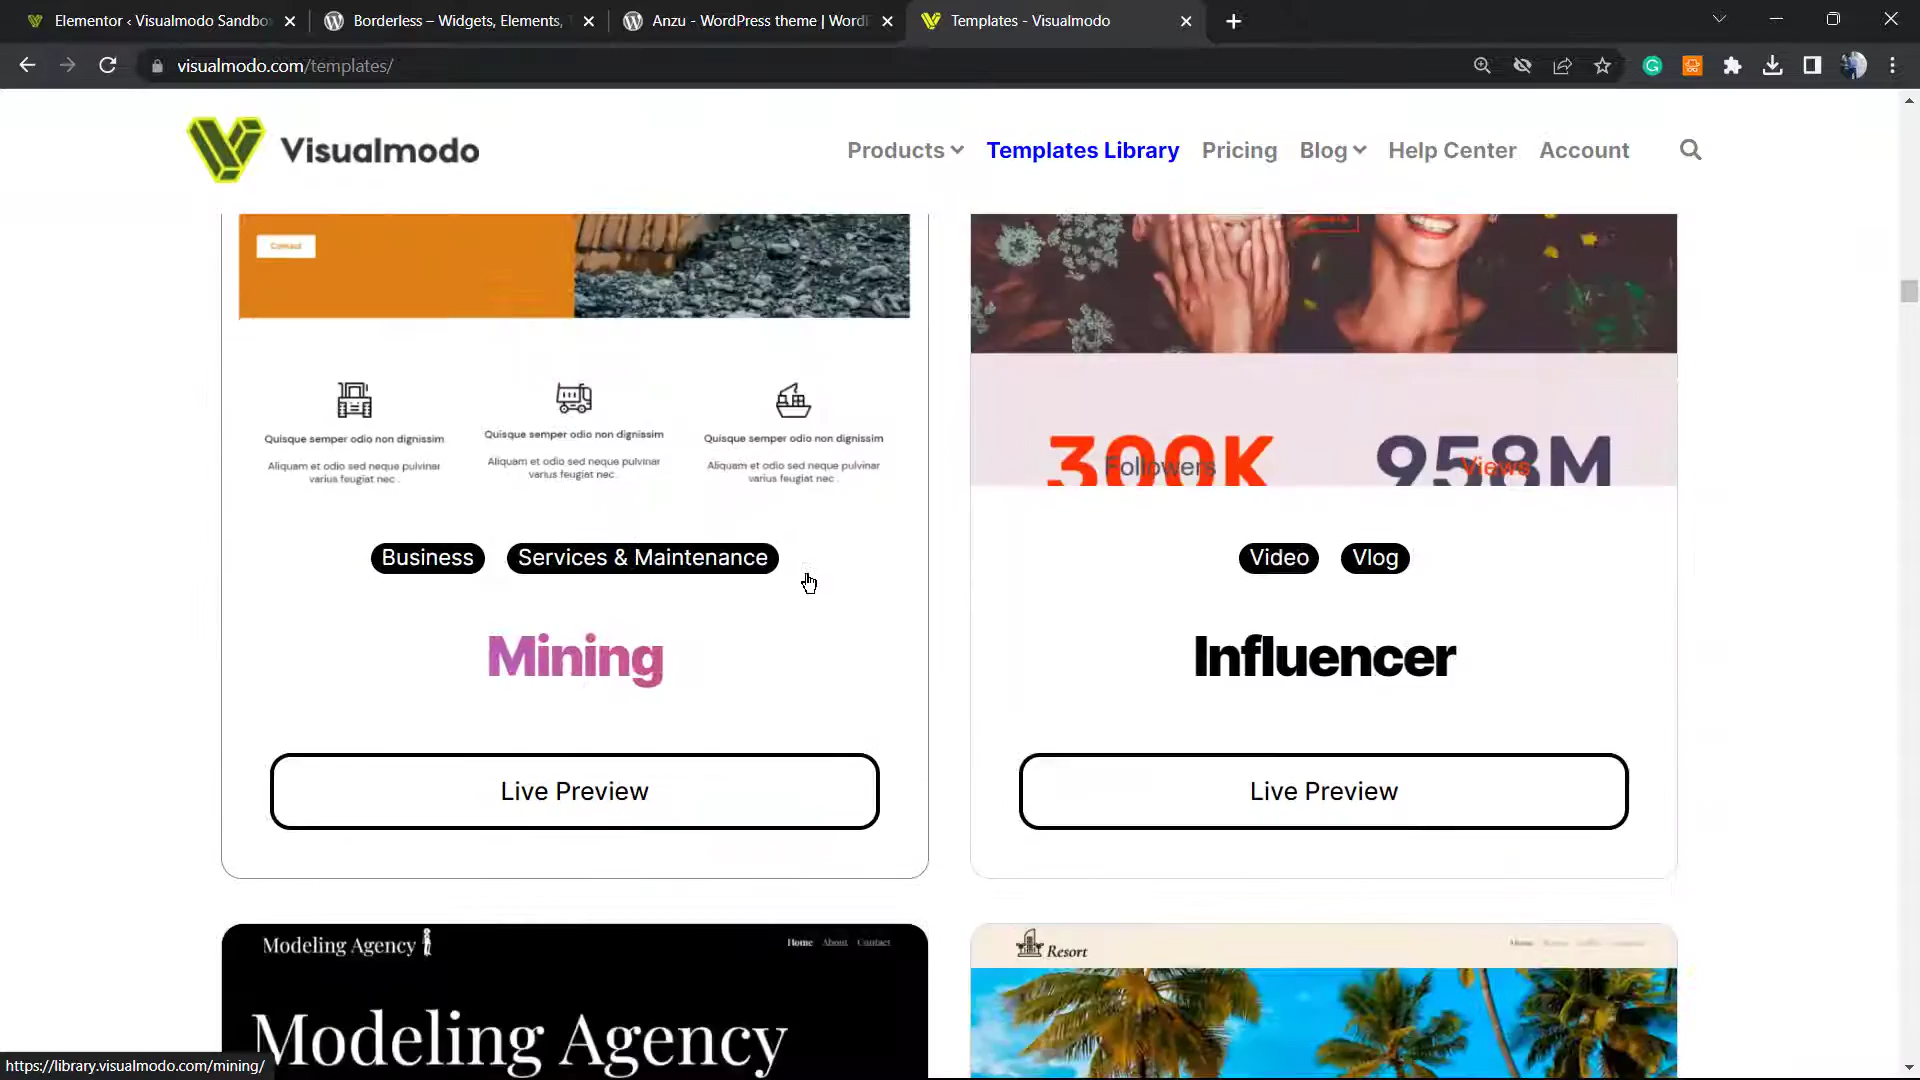 Elementor ‹ Visualmodo Sandbo
Borderless – Widgets, Elements,
Anzu - WordPress theme | Word
Templates - Visualmodo
visualmodo.com/templates/
Visualmodo
Products
Templates Library
Pricing
Blog
Help Center
Account
Contact
Quisque semper odio non dignissim
Quisque semper odio non dignissim
Quisque semper odio non dignissim
Aliquam et odio sed neque pulvinar
varius feugiat nec .
Aliquam et odio sed neque pulvinar
varius feugiat nec.
Aliquam et odio sed neque pulvinar
varius feugiat nec .
300K
Followers
958M
Views
Business
Services & Maintenance
Video
Vlog
Mining
Influencer
Live Preview
Live Preview
Modeling Agency
Home
About
Contact
Resort
Modeling Agency
https://library.visualmodo.com/mining/